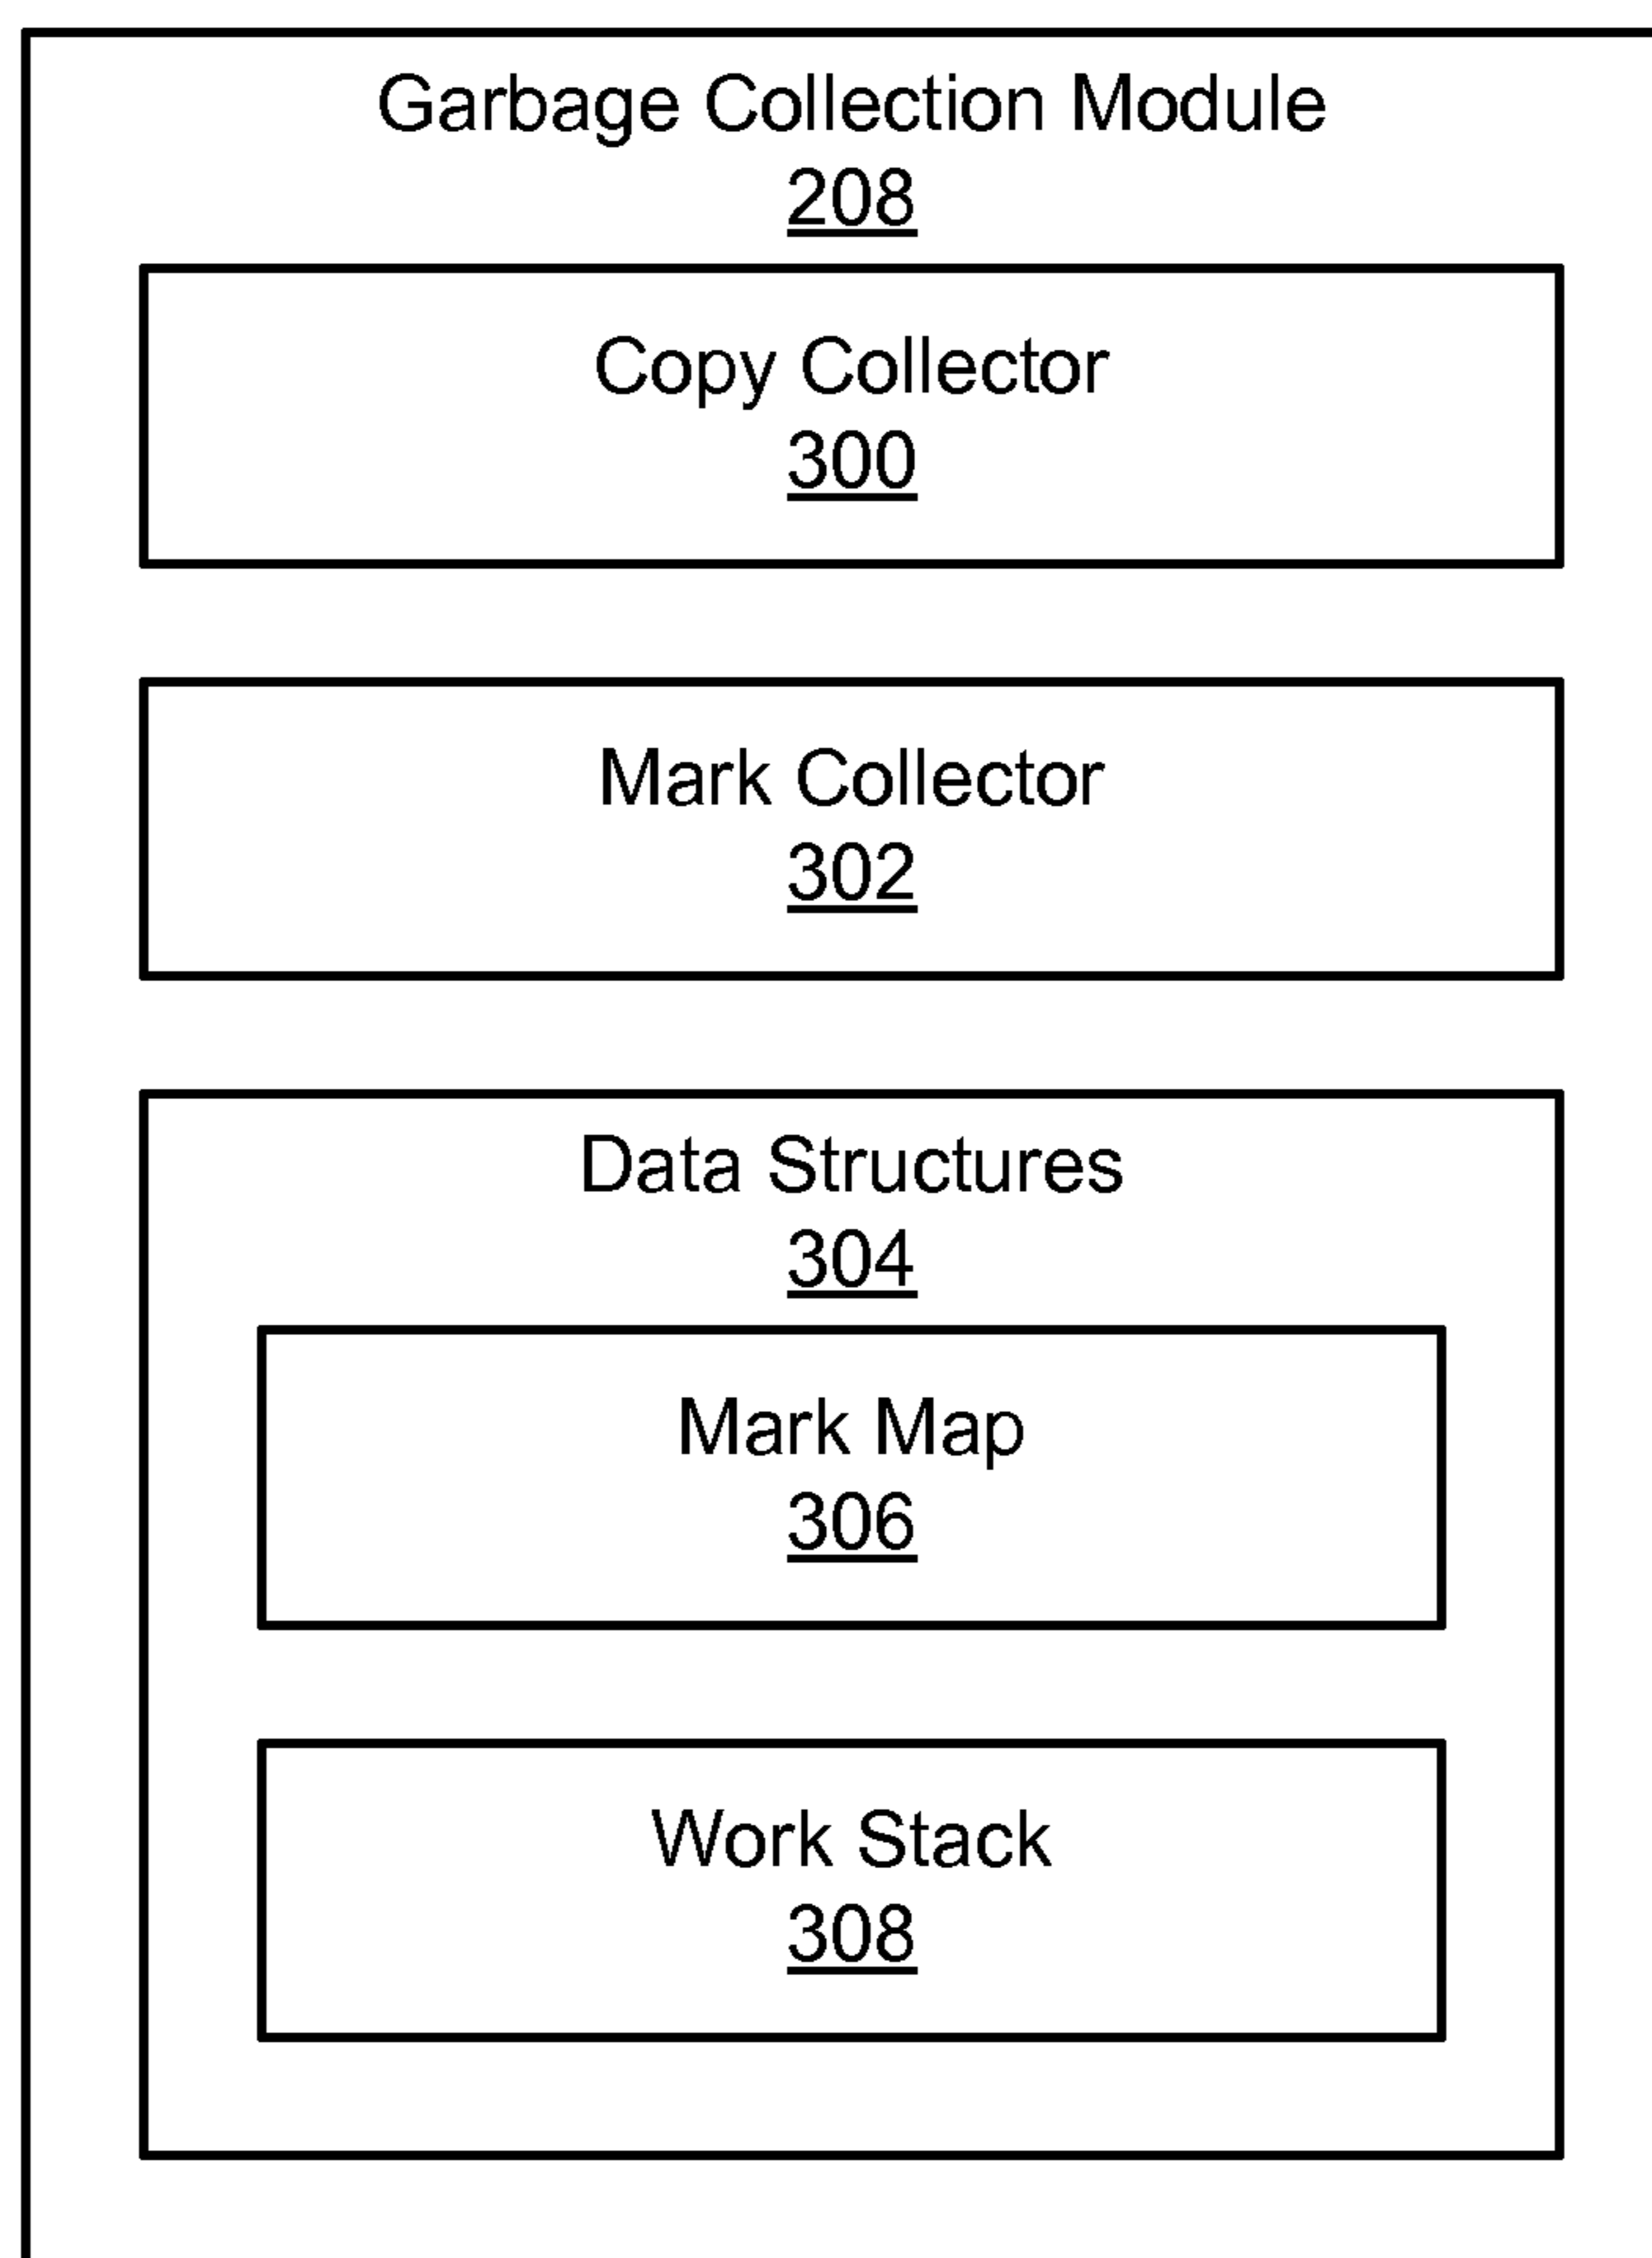 Garbage Collection Module
208
Copy Collector
300
Mark Collector
302
Data Structures
304
Mark Map
306
Work Stack
308